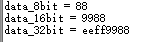 data_8bit = 88
data_16bit = 9988
data_32bit = eeff9988